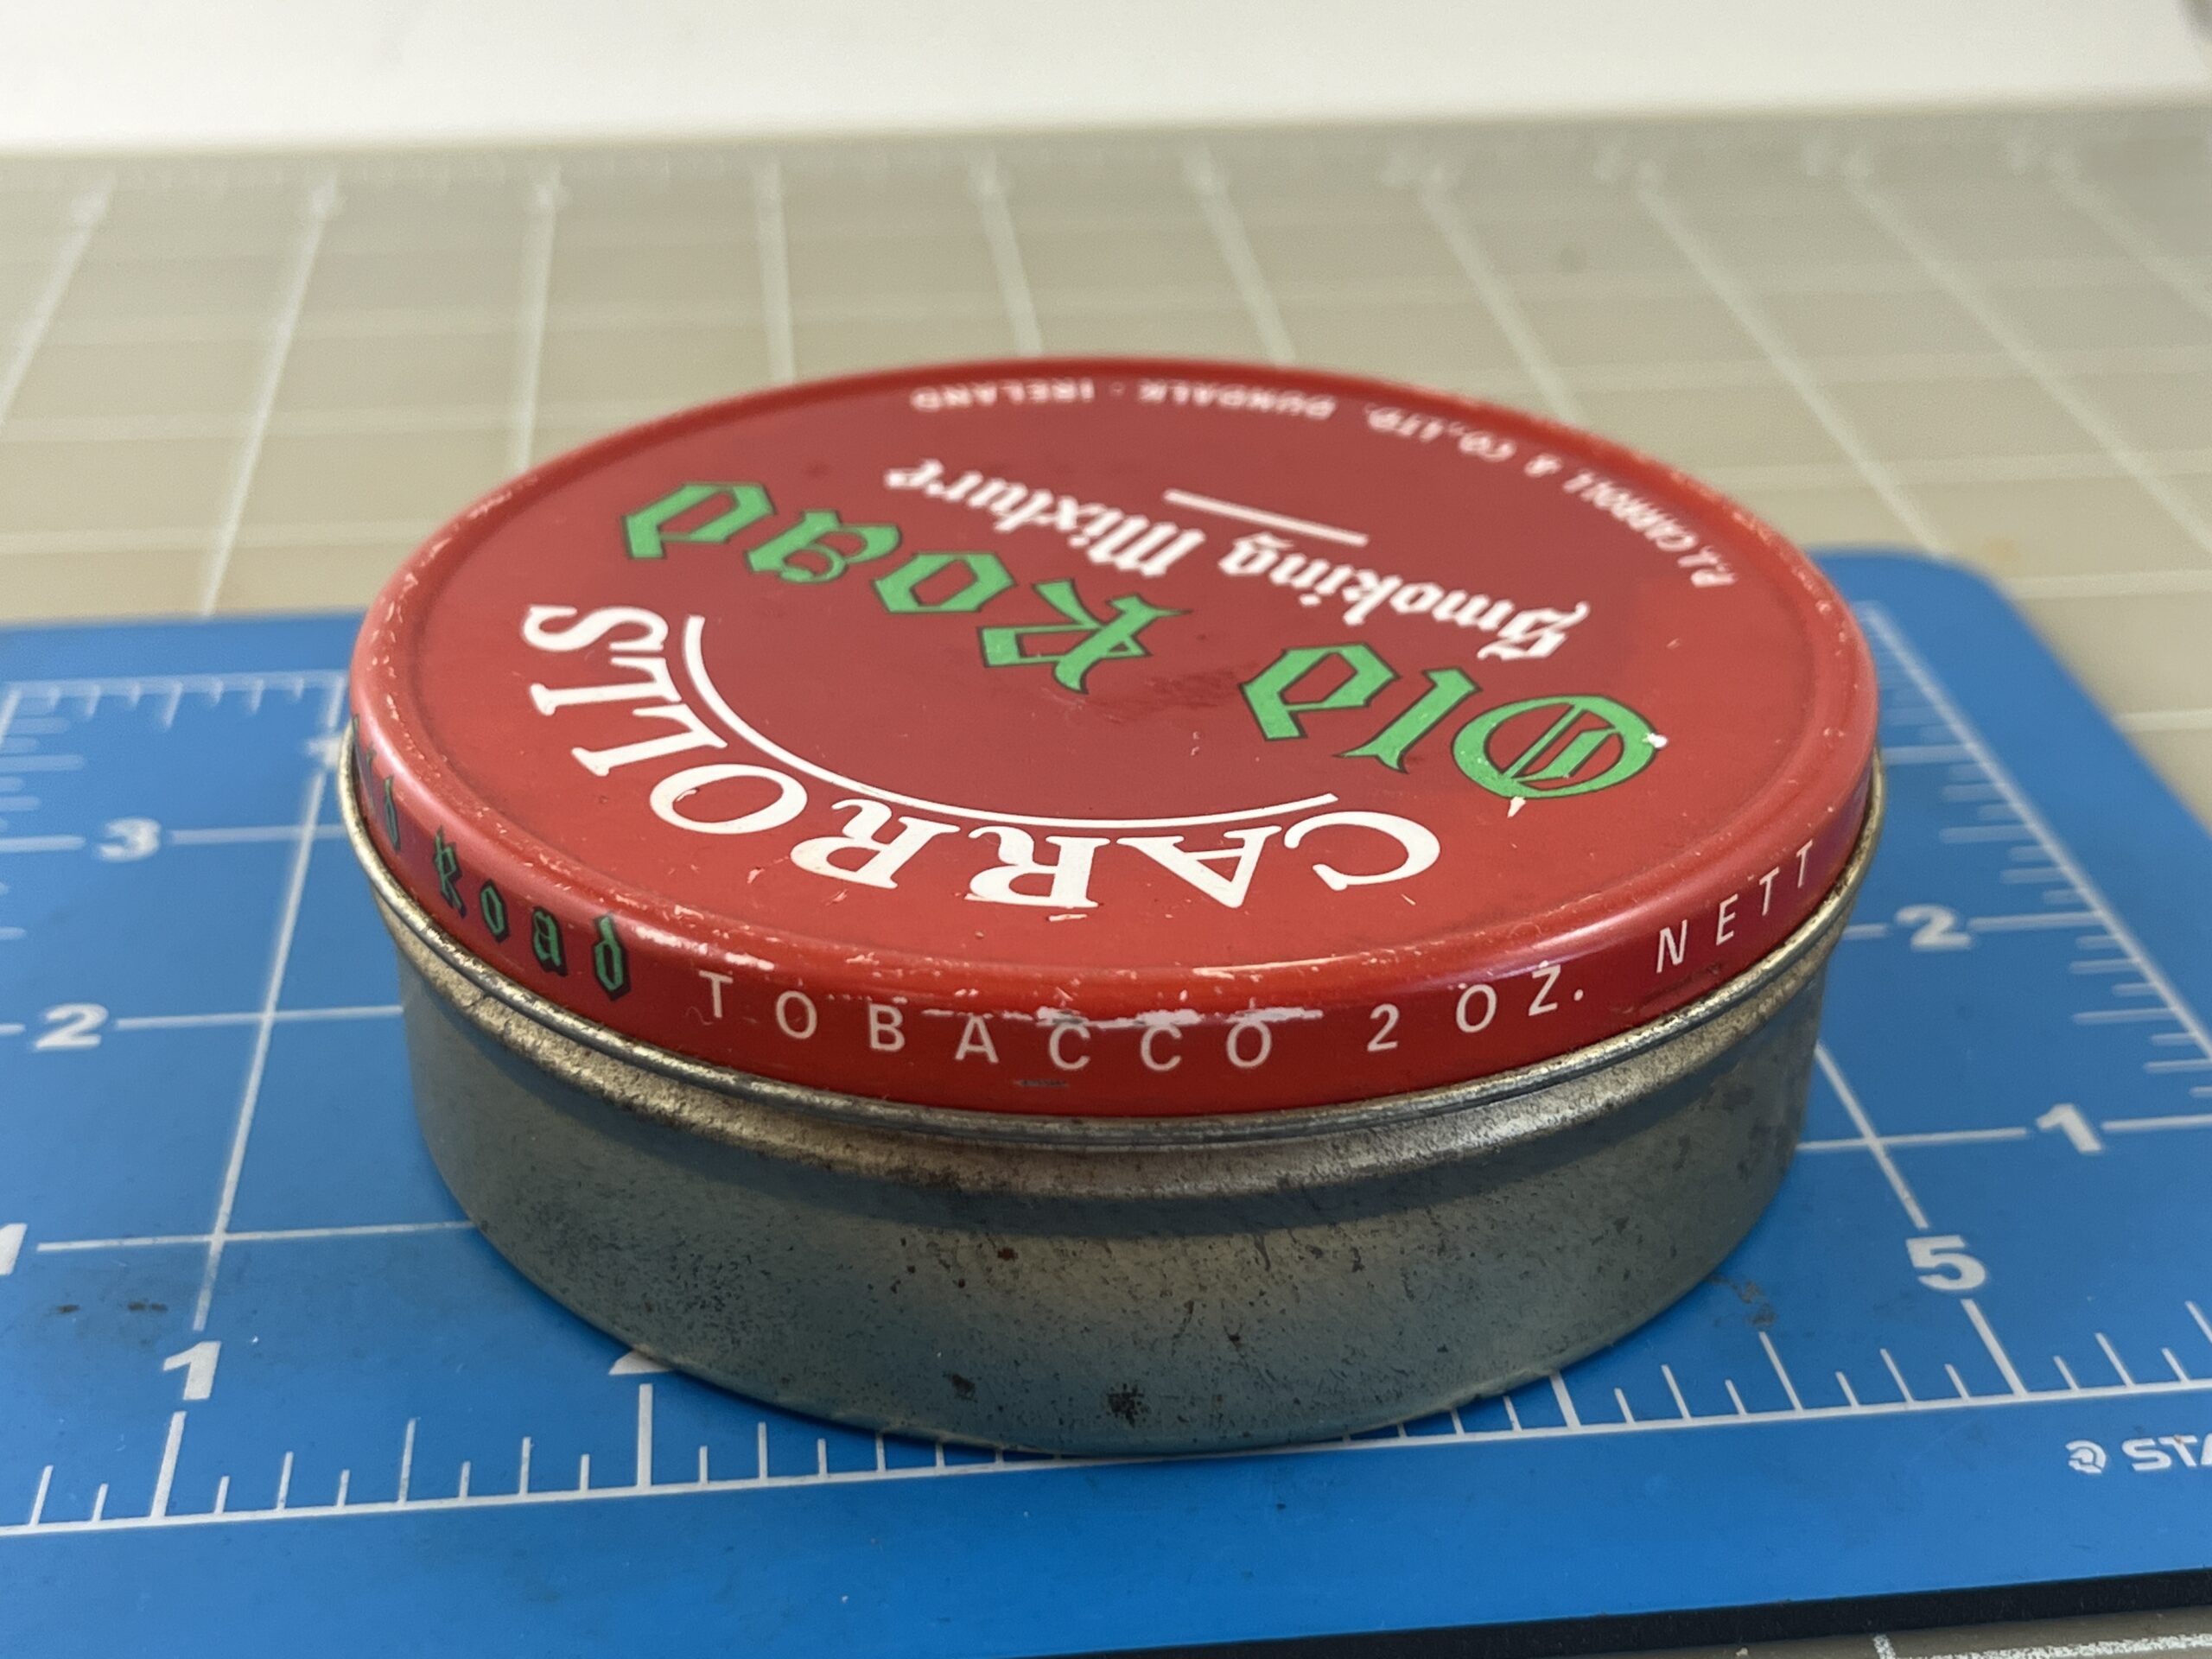 CARROLLS
Old Road
Smoking Mixture
P.J. CARROLL & CO., LTD. DUNDALK · IRELAND
Road TOBACCO 2 OZ. NETT
3
2
1
2
1
5
1